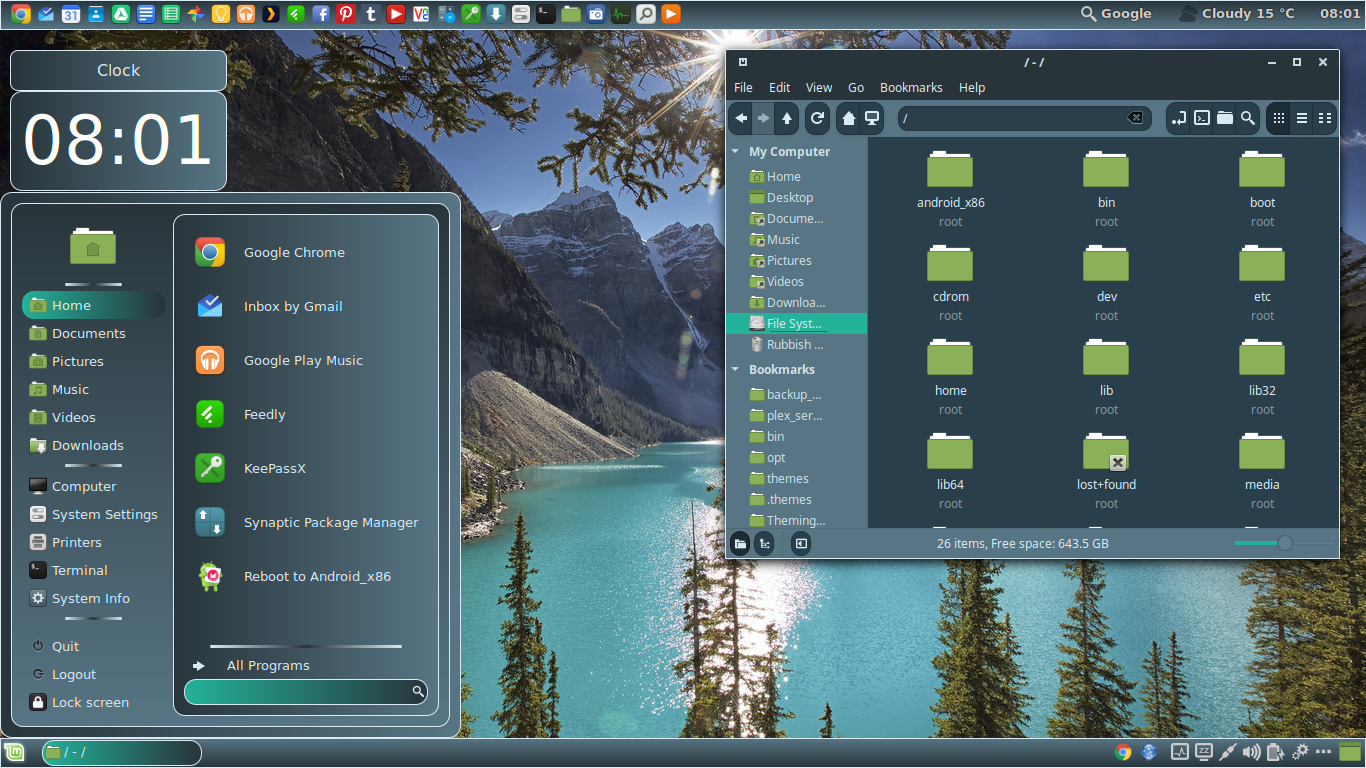 31
Google
Cloudy 15 °C
08:01
Clock
08:01
Home
Documents
Pictures
Music
Videos
Downloads
Computer
System Settings
Printers
Terminal
System Info
Quit
Logout
Lock screen
Google Chrome
Inbox by Gmail
Google Play Music
Feedly
KeePassX
Synaptic Package Manager
Reboot to Android_x86
All Programs
/ - /
File Edit View Go Bookmarks Help
/
My Computer
Home
Desktop
Docume...
Music
Pictures
Videos
Downloa...
File Syst...
Rubbish ...
Bookmarks
backup_...
plex_ser...
bin
opt
themes
.themes
Theming...
android_x86 bin boot
root root root
cdrom dev etc
root root root
home lib lib32
root root root
lib64 lost+found media
root root root
26 items, Free space: 643.5 GB
/ - /